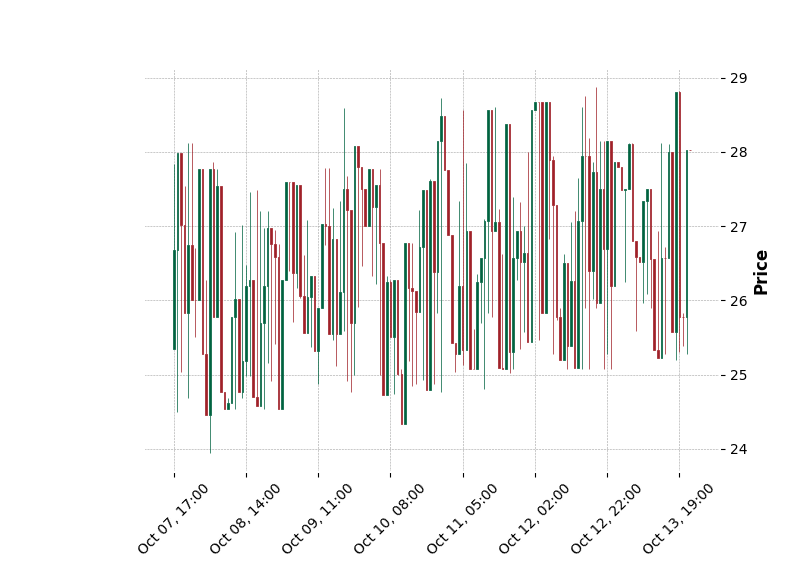 29
28
27
26
25
24
Price
Oct 07, 17:00
Oct 08, 14:00
Oct 09, 11:00
Oct 10, 08:00
Oct 11, 05:00
Oct 12, 02:00
Oct 12, 22:00
Oct 13, 19:00